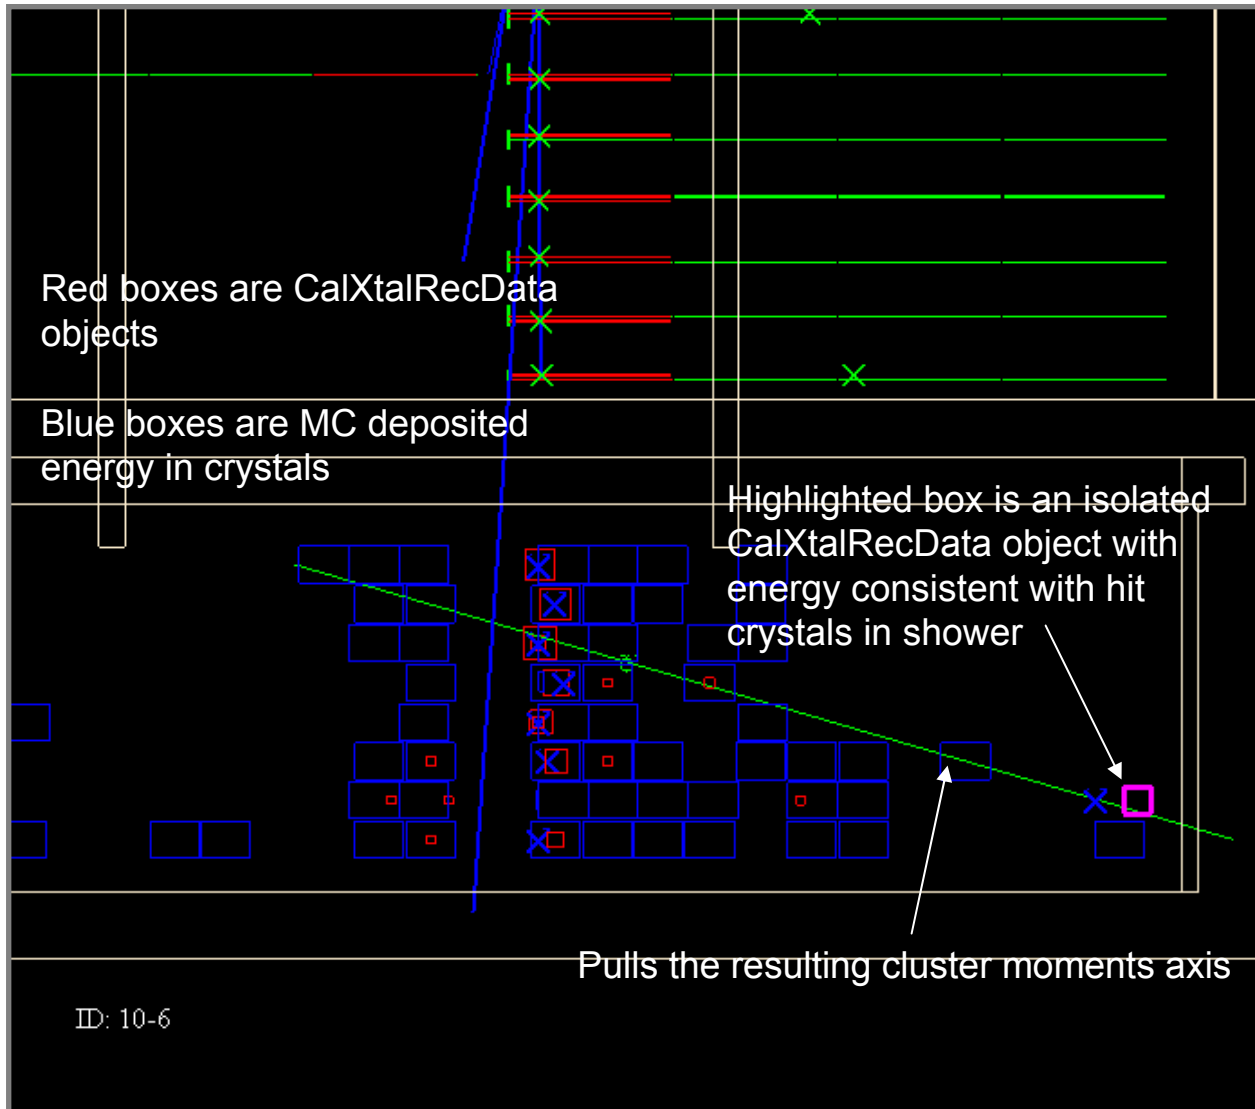 Red boxes are CalXtalRecData
objects
Blue boxes are MC deposited
energy in crystals
Highlighted box is an isolated
CalXtalRecData object with
energy consistent with hit
crystals in shower
Pulls the resulting cluster moments axis
ID: 10-6